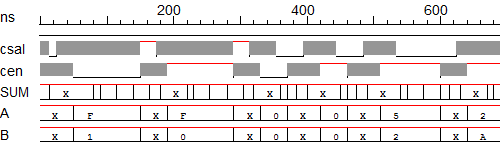 ns 200 400 600
csal
cen
SUM x x x x x
A x F x F x 0 x 0 x 5 x 2
B x 1 x 0 x 0 x 0 x 2 x A